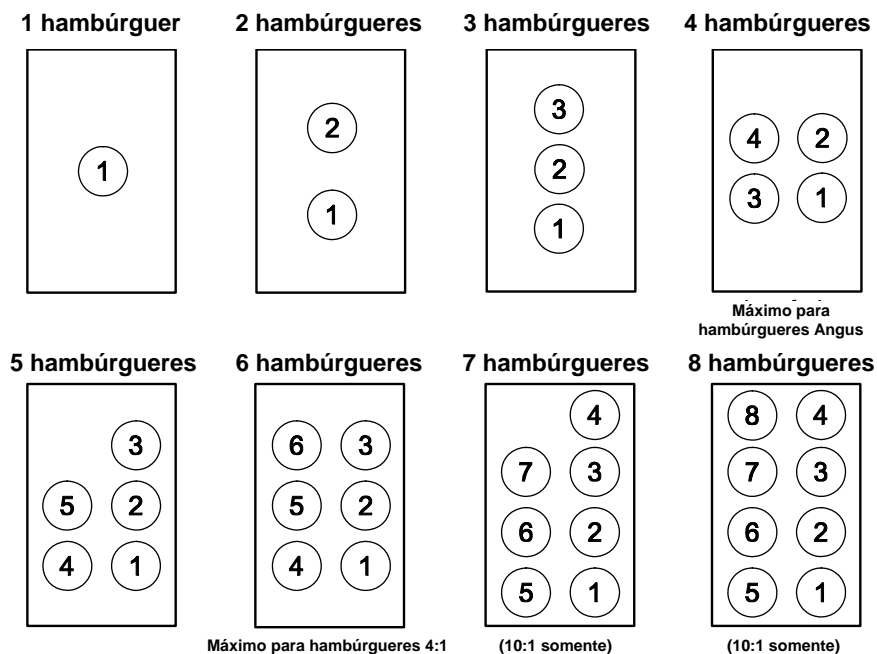 1 hambúrguer
2 hambúrgueres
3 hambúrgueres
4 hambúrgueres
1
2
1
3
2
1
4 2
3 1
Máximo para
hambúrgueres Angus
5 hambúrgueres
6 hambúrgueres
7 hambúrgueres
8 hambúrgueres
3
5 2
4 1
6 3
5 2
4 1
Máximo para hambúrgueres 4:1
4
7 3
6 2
5 1
(10:1 somente)
8 4
7 3
6 2
5 1
(10:1 somente)